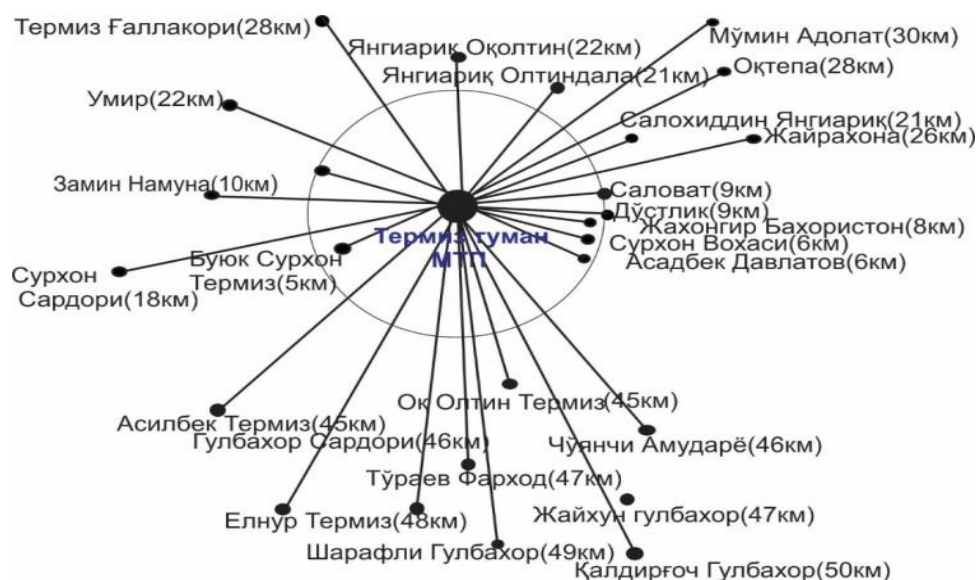 Термиз Ғаллакори(28км)
Янгиариқ Оқолтин(22км)
Мўмин Адолат(30км)
Янгиариқ Олтиндала(21км)
Оқтепа(28км)
Умир(22км)
Салохиддин Янгиариқ(21км)
Жайрахона(26км)
Замин Намуна(10км)
Саловат(9км)
Дўстлик(9км)
Жахонгир Бахористон(8км)
Термиз туман
МТП
Сурхон Вохаси(6км)
Асадбек Давлатов(6км)
Буюк Сурхон
Термиз(5км)
Сурхон
Сардори(18км)
Ок Олтин Термиз(45км)
Асилбек Термиз(45км)
Гулбахор Сардори(46км)
Чўянчи Амударё(46км)
Тўраев Фарход(47км)
Елнур Термиз(48км)
Жайхун гулбахор(47км)
Шарафли Гулбахор(49км)
Қалдирғоч Гулбахор(50км)